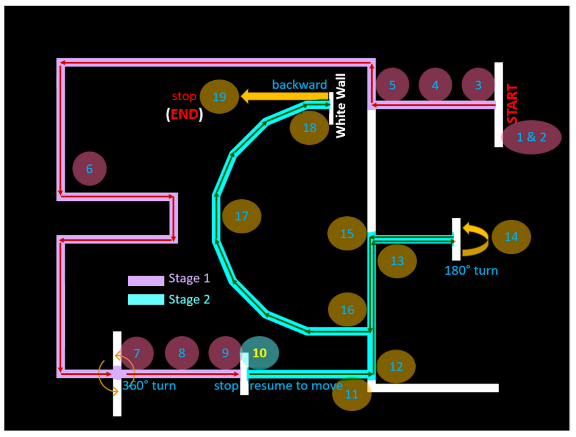 backward
stop
19
(END)
5
4
3
START
1 & 2
18
White Wall
6
17
15
14
13
180° turn
Stage 1
Stage 2
16
7
8
9
10
12
360° turn
stop
resume to move
11